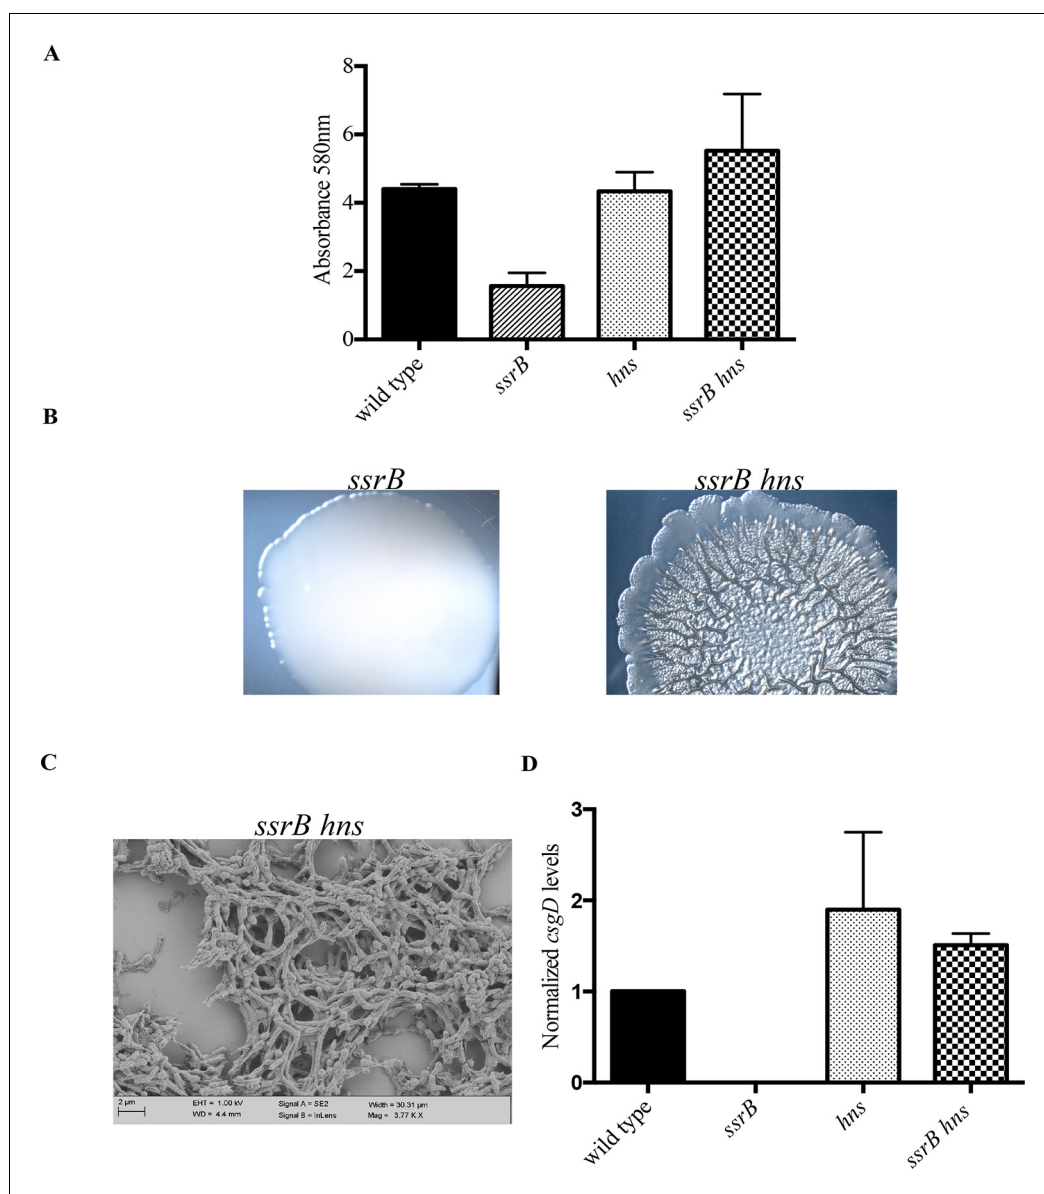 A
8
6
4
2
0
Absorbance 580nm
wild type
ssrB
hns
ssrB hns
B
ssrB
ssrB hns
C
ssrB hns
2 µm
EHT = 1.00 kV
Signal A = SE2
Width = 30.31 µm
WD = 4.4 mm
Signal B = InLens
Mag = 3.77 K X
D
3
2
1
0
Normalized csgD levels
wild type
ssrB
hns
ssrB hns